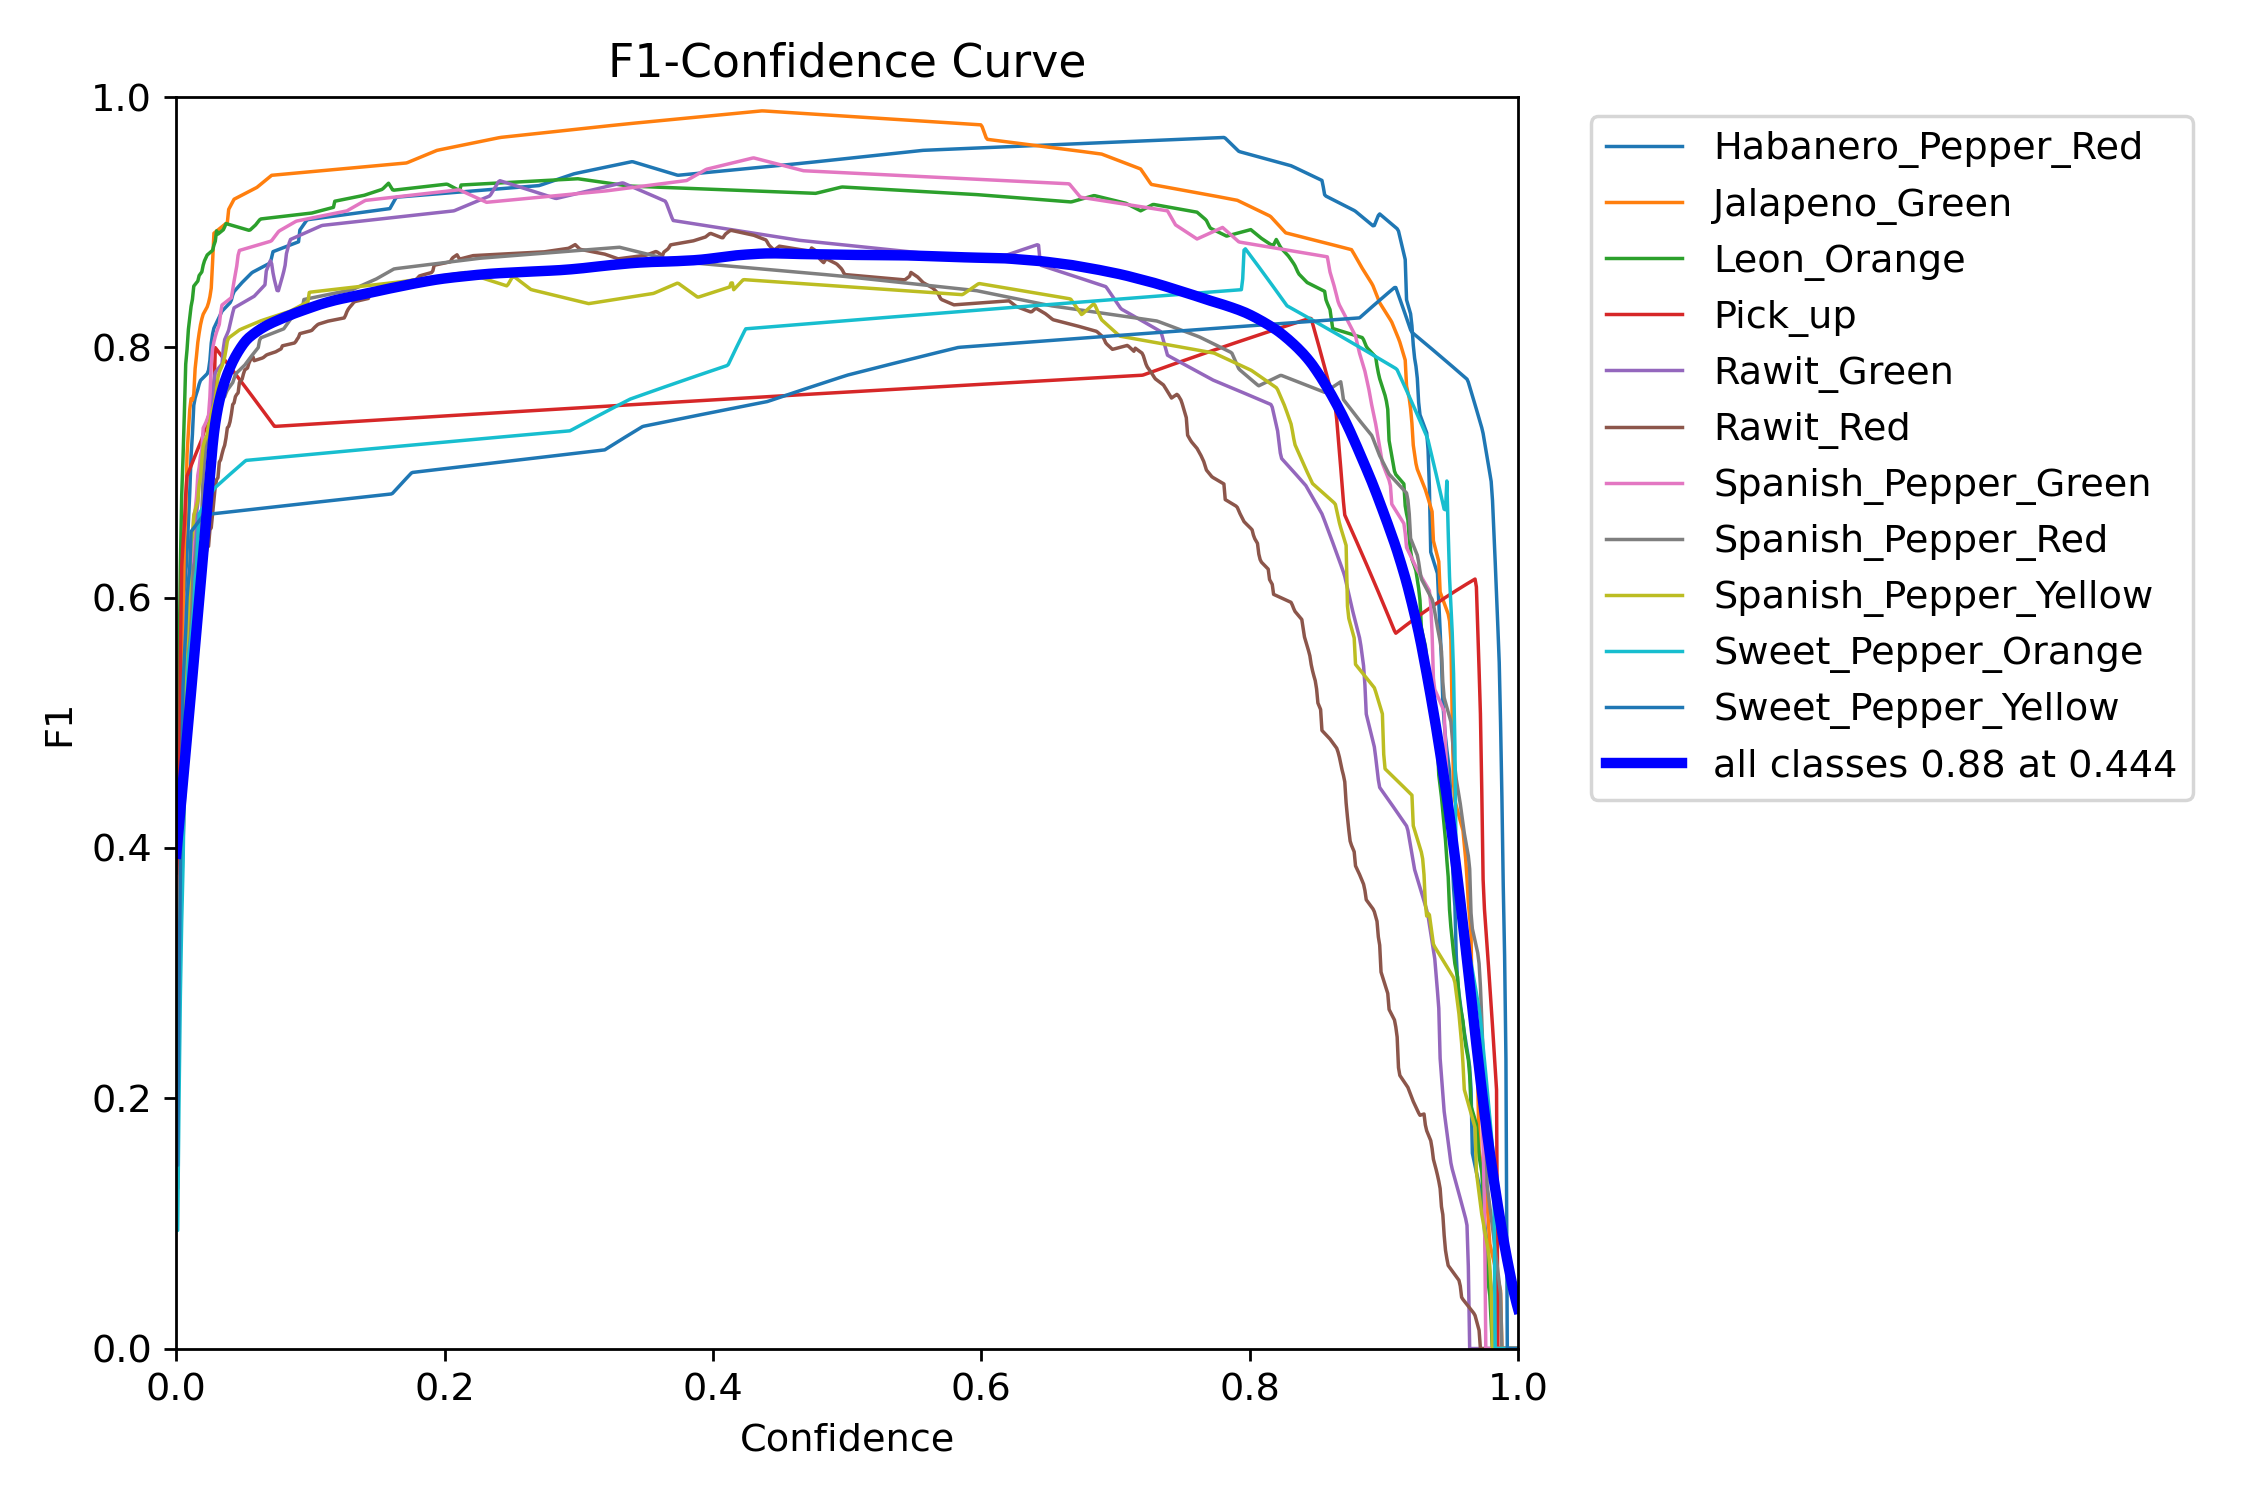 F1-Confidence Curve
1.0
0.8
0.6
0.4
0.2
0.0
F1
0.0 0.2 0.4 0.6 0.8 1.0
Confidence
Habanero_Pepper_Red
Jalapeno_Green
Leon_Orange
Pick_up
Rawit_Green
Rawit_Red
Spanish_Pepper_Green
Spanish_Pepper_Red
Spanish_Pepper_Yellow
Sweet_Pepper_Orange
Sweet_Pepper_Yellow
all classes 0.88 at 0.444